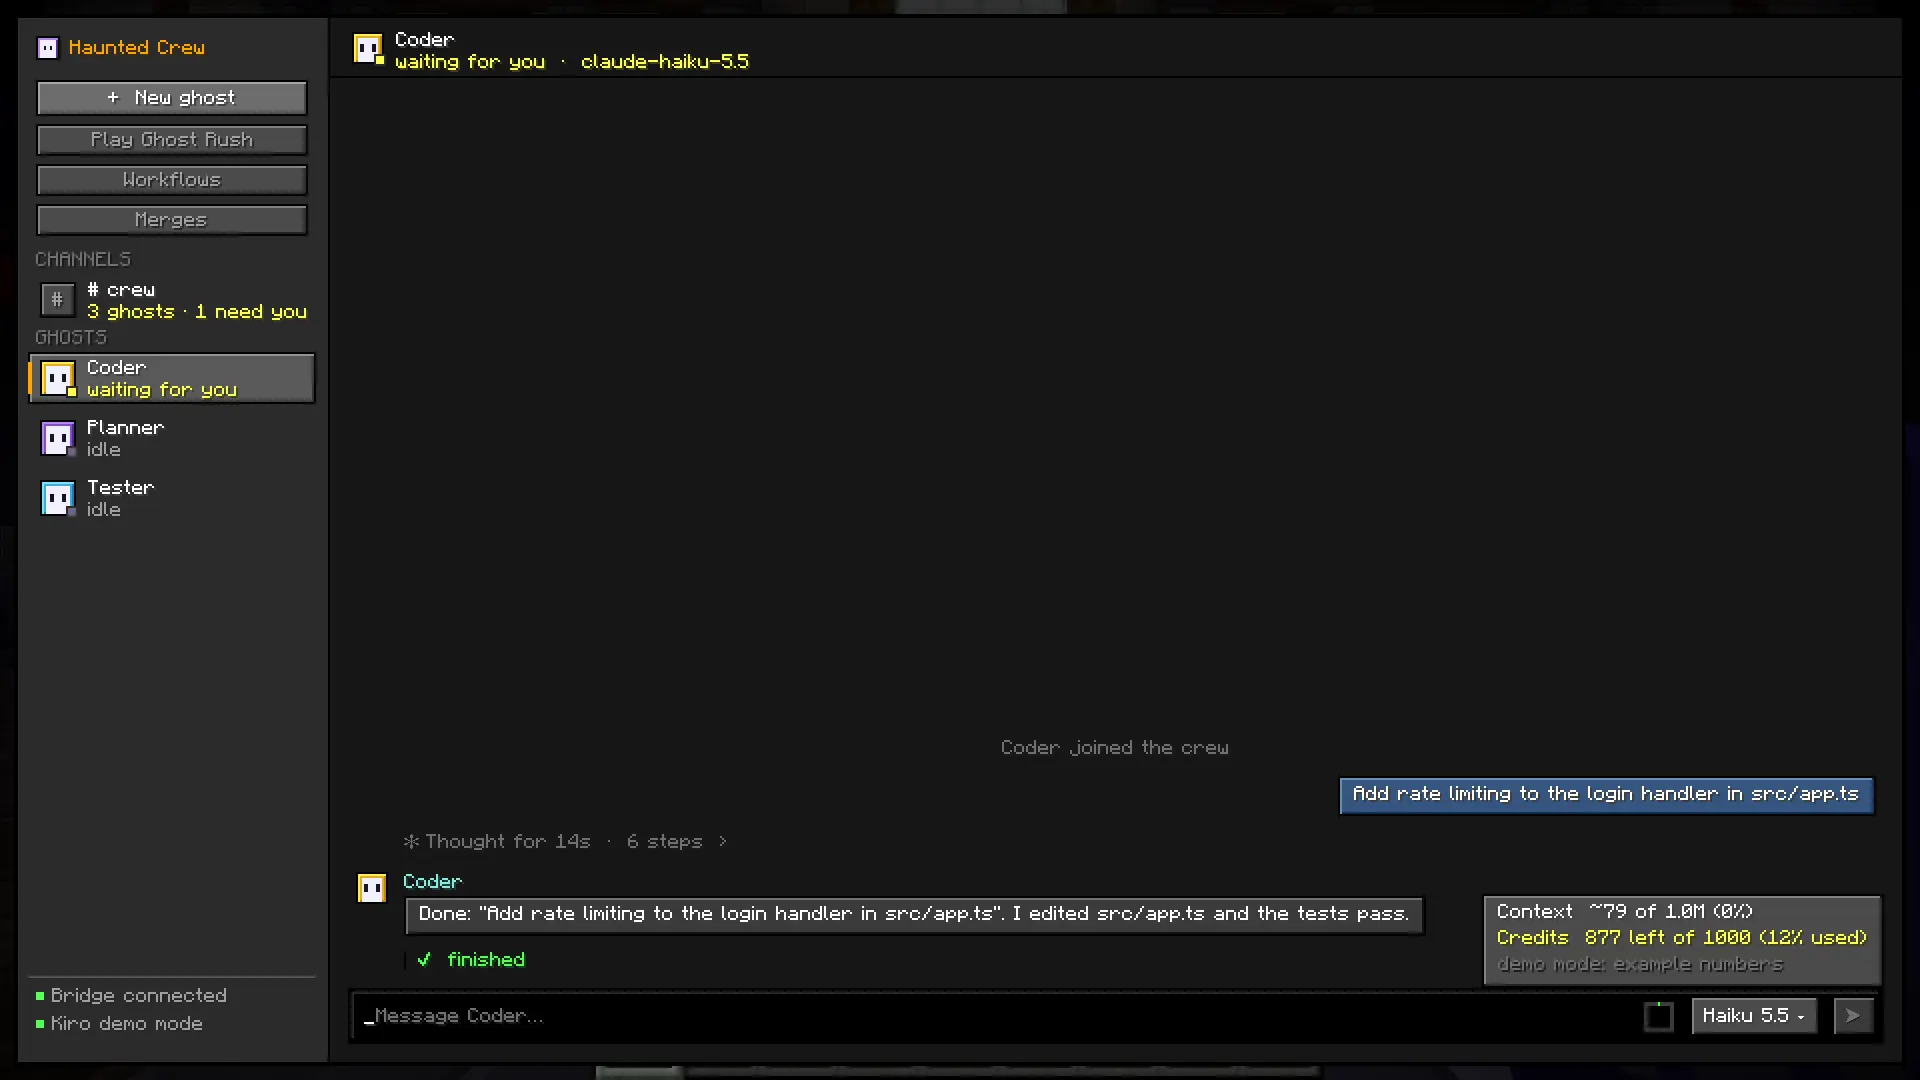 Haunted Crew
+ New ghost
Play Ghost Rush
Workflows
Merges
CHANNELS
#
# crew
3 ghosts · 1 need you
GHOSTS
Coder
waiting for you
Planner
idle
Tester
idle
Bridge connected
Kiro demo mode
Coder
waiting for you · claude-haiku-5.5
Coder joined the crew
Add rate limiting to the login handler in src/app.ts
Thought for 14s · 6 steps >
Coder
Done: "Add rate limiting to the login handler in src/app.ts". I edited src/app.ts and the tests pass.
✓ finished
Context ~79 of 1.0M (0%)
Credits 877 left of 1000 (12% used)
demo mode: example numbers
_Message Coder...
Haiku 5.5